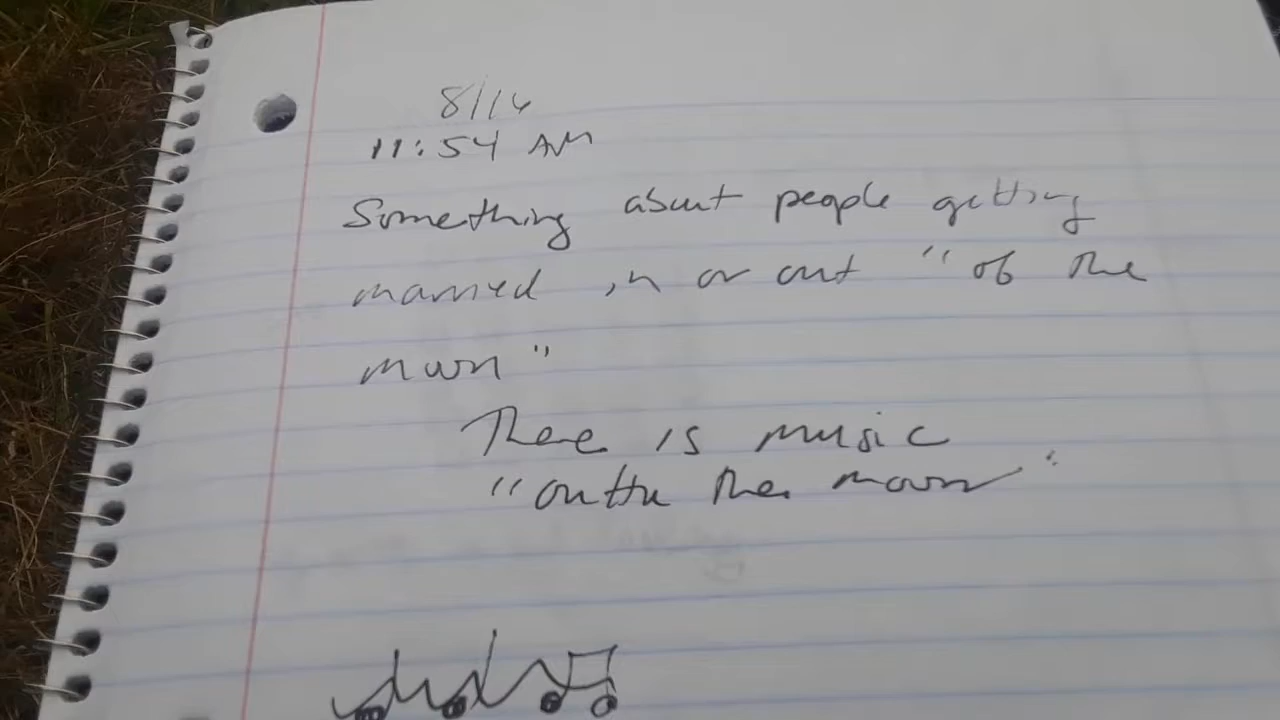 8/16
11:54 AM
Something about people getting
married in or out "of the
moon"
There is music
"on the moon"